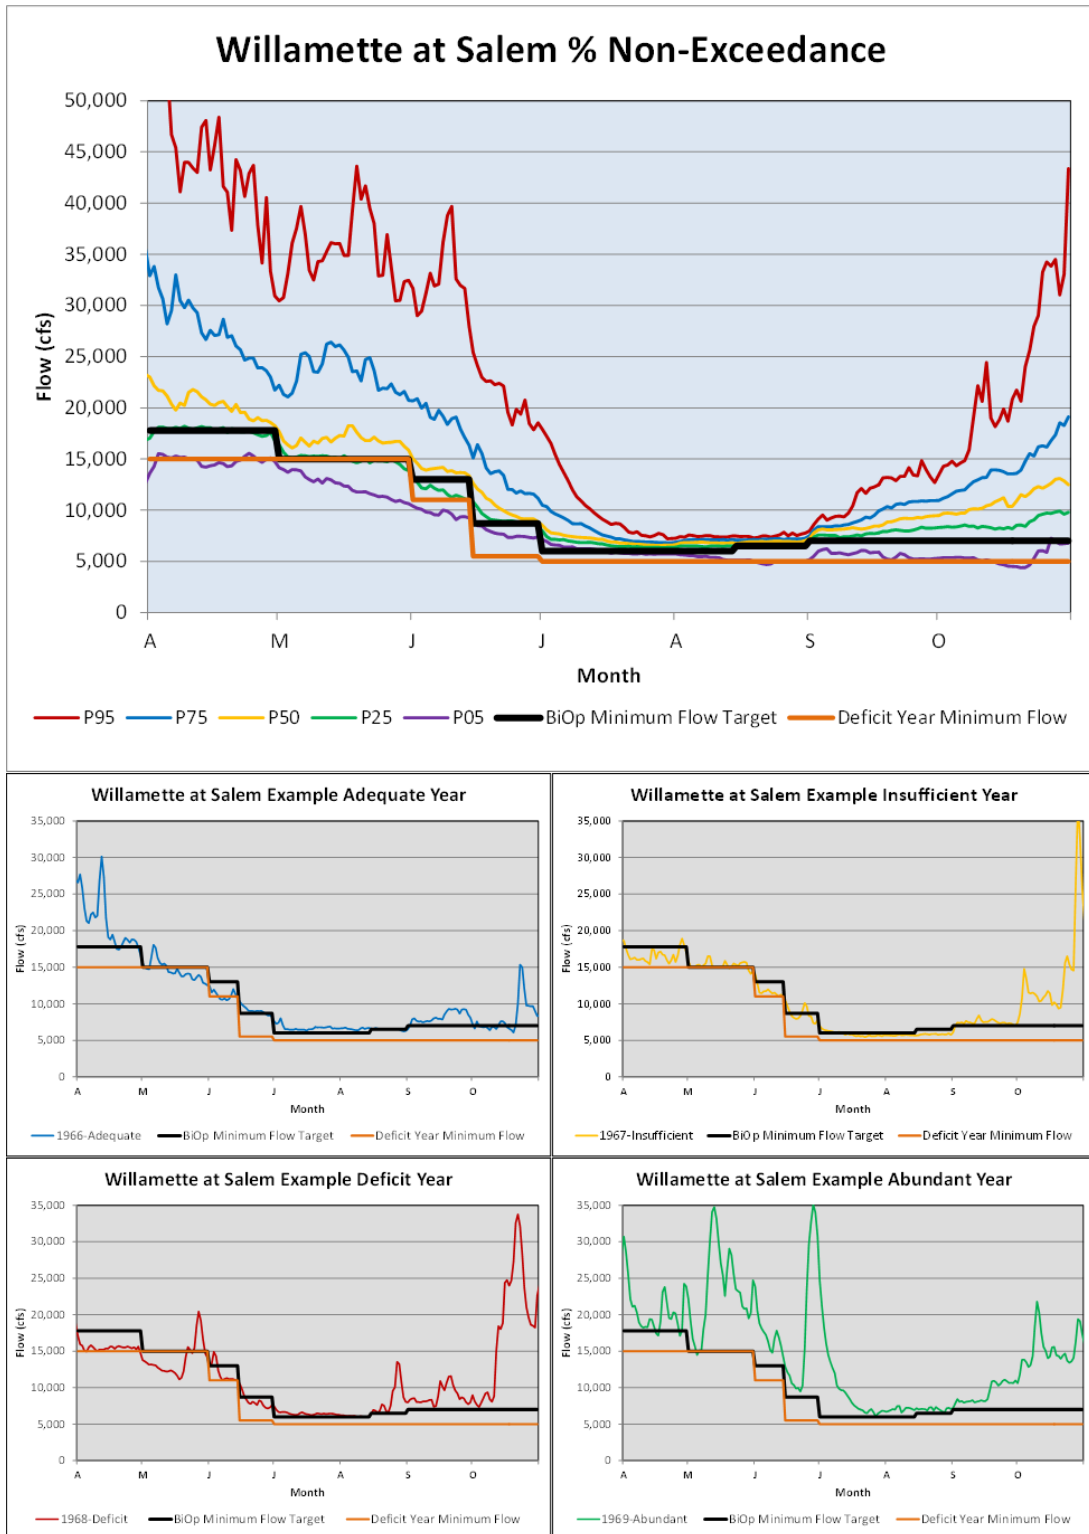 Willamette at Salem % Non-Exceedance
50,000
45,000
40,000
35,000
30,000
25,000
20,000
15,000
10,000
5,000
0
Flow (cfs)
A M J J A S O
Month
P95 P75 P50 P25 P05 BiOp Minimum Flow Target Deficit Year Minimum Flow
Willamette at Salem Example Adequate Year
35,000
30,000
25,000
20,000
15,000
10,000
5,000
0
Flow (cfs)
A M J J A S O
Month
1966-Adequate BiOp Minimum Flow Target Deficit Year Minimum Flow
Willamette at Salem Example Insufficient Year
35,000
30,000
25,000
20,000
15,000
10,000
5,000
0
Flow (cfs)
A M J J A S O
Month
1967-Insufficient BiOp Minimum Flow Target Deficit Year Minimum Flow
Willamette at Salem Example Deficit Year
35,000
30,000
25,000
20,000
15,000
10,000
5,000
0
Flow (cfs)
A M J J A S O
Month
1968-Deficit BiOp Minimum Flow Target Deficit Year Minimum Flow
Willamette at Salem Example Abundant Year
35,000
30,000
25,000
20,000
15,000
10,000
5,000
0
Flow (cfs)
A M J J A S O
Month
1969-Abundant BiOp Minimum Flow Target Deficit Year Minimum Flow